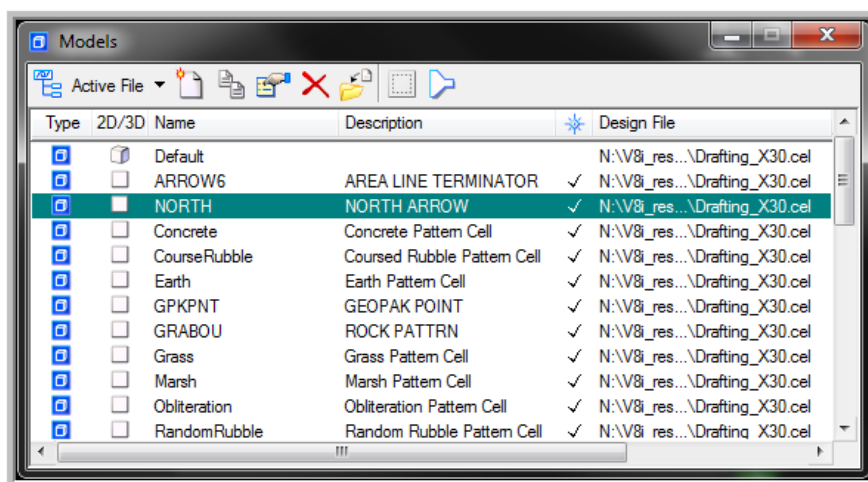 Models
Active File
Type 2D/3D Name Description Design File
Default N:\V8i_res...\Drafting_X30.cel
ARROW6 AREA LINE TERMINATOR N:\V8i_res...\Drafting_X30.cel
NORTH NORTH ARROW N:\V8i_res...\Drafting_X30.cel
Concrete Concrete Pattern Cell N:\V8i_res...\Drafting_X30.cel
CourseRubble Coursed Rubble Pattern Cell N:\V8i_res...\Drafting_X30.cel
Earth Earth Pattern Cell N:\V8i_res...\Drafting_X30.cel
GPKPNT GEOPAK POINT N:\V8i_res...\Drafting_X30.cel
GRABOU ROCK PATTRN N:\V8i_res...\Drafting_X30.cel
Grass Grass Pattern Cell N:\V8i_res...\Drafting_X30.cel
Marsh Marsh Pattern Cell N:\V8i_res...\Drafting_X30.cel
Obliteration Obliteration Pattern Cell N:\V8i_res...\Drafting_X30.cel
RandomRubble Random Rubble Pattern Cell N:\V8i_res...\Drafting_X30.cel